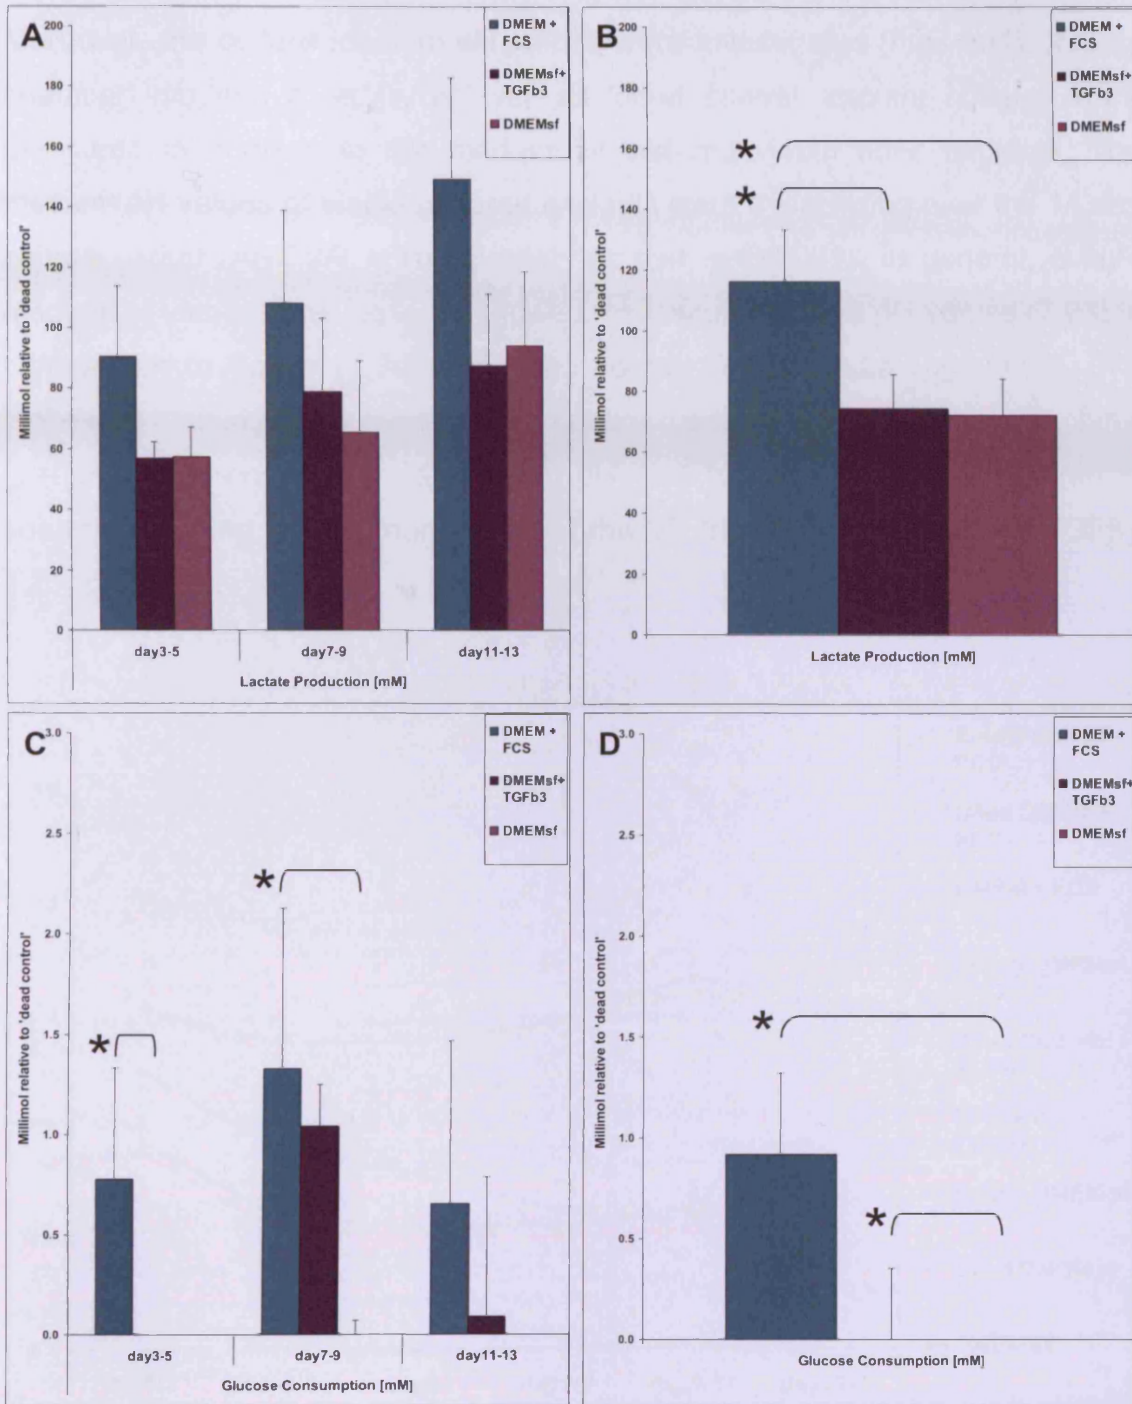 A
DMEM +
FCS
DMEMsf+
TGFb3
DMEMsf
Millimol relative to 'dead control'
200
180
160
140
120
100
80
60
40
20
0
day3-5
day7-9
day11-13
Lactate Production [mM]
B
DMEM +
FCS
DMEMsf+
TGFb3
DMEMsf
Millimol relative to 'dead control'
200
180
160
140
120
100
80
60
40
20
0
*
*
Lactate Production [mM]
C
DMEM +
FCS
DMEMsf+
TGFb3
DMEMsf
Millimol relative to 'dead control'
3.0
2.5
2.0
1.5
1.0
0.5
0.0
*
*
day3-5
day7-9
day11-13
Glucose Consumption [mM]
D
DMEM +
FCS
DMEMsf+
TGFb3
DMEMsf
Millimol relative to 'dead control'
3.0
2.5
2.0
1.5
1.0
0.5
0.0
*
*
Glucose Consumption [mM]